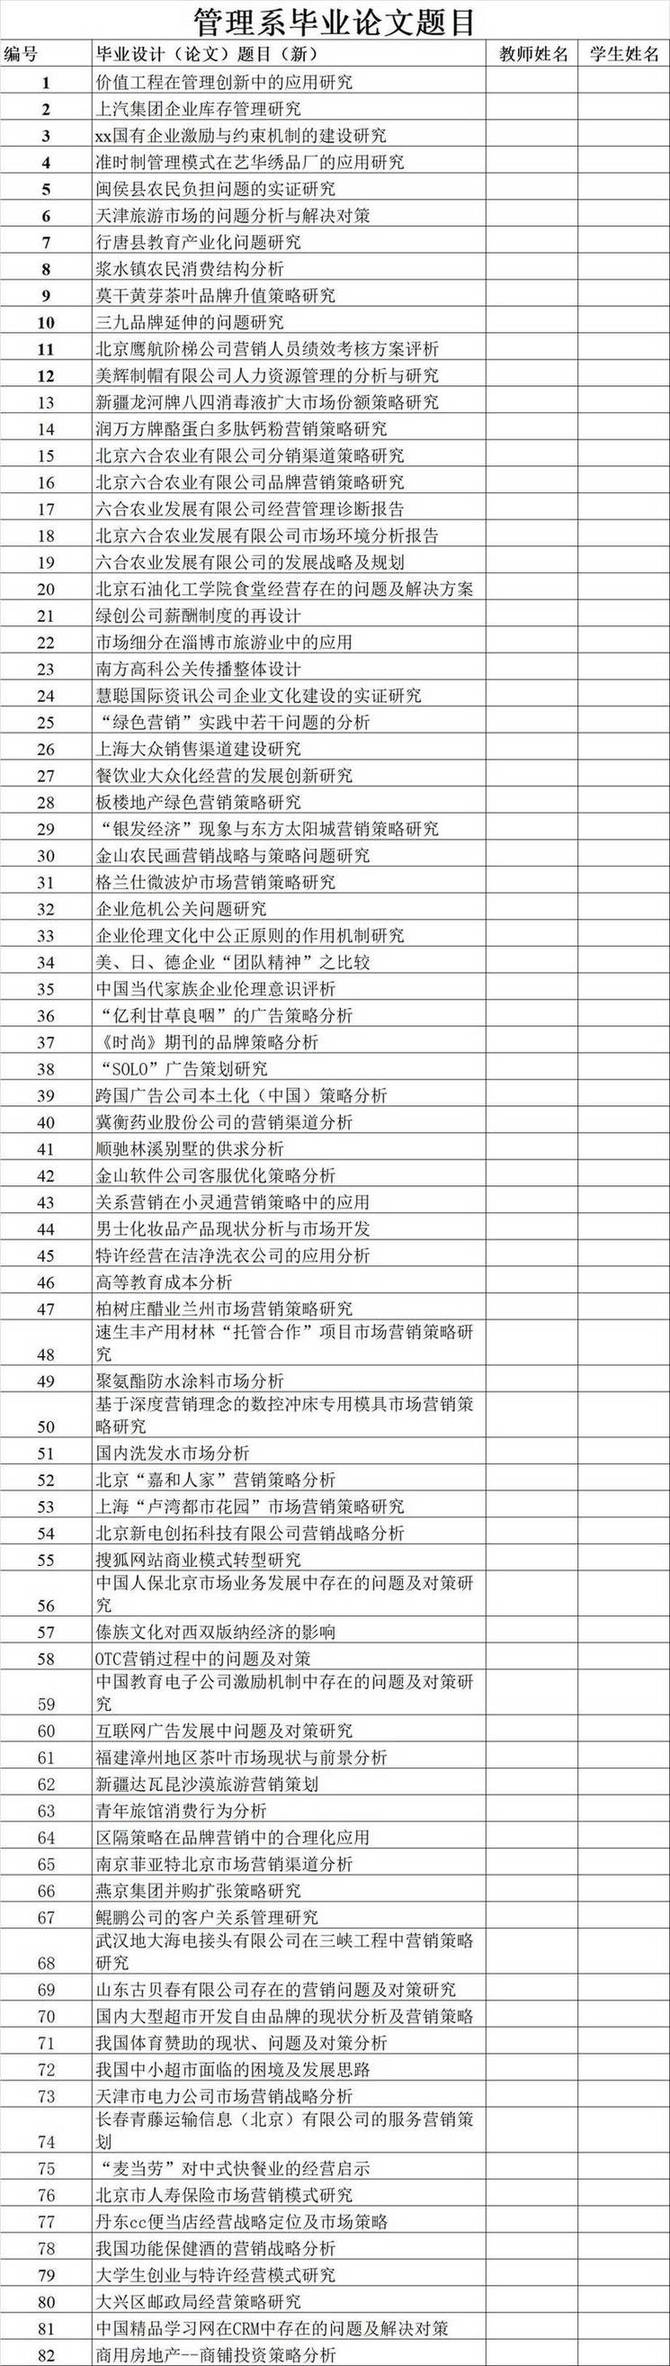 管理系毕业论文题目
编号 毕业设计（论文）题目（新） 教师姓名 学生姓名
1 价值工程在管理创新中的应用研究
2 上汽集团企业库存管理研究
3 xx国有企业激励与约束机制的建设研究
4 准时制管理模式在艺华绣品厂的应用研究
5 闽侯县农民负担问题的实证研究
6 天津旅游市场的问题分析与解决对策
7 行唐县教育产业化问题研究
8 浆水镇农民消费结构分析
9 莫干黄芽茶叶品牌升值策略研究
10 三九品牌延伸的问题研究
11 北京鹰航阶梯公司营销人员绩效考核方案评析
12 美辉制帽有限公司人力资源管理的分析与研究
13 新疆龙河牌八四消毒液扩大市场份额策略研究
14 润万方牌酪蛋白多肽钙粉营销策略研究
15 北京六合农业有限公司分销渠道策略研究
16 北京六合农业有限公司品牌营销策略研究
17 六合农业发展有限公司经营管理诊断报告
18 北京六合农业发展有限公司市场环境分析报告
19 六合农业发展有限公司的发展战略及规划
20 北京石油化工学院食堂经营存在的问题及解决方案
21 绿创公司薪酬制度的再设计
22 市场细分在淄博市旅游业中的应用
23 南方高科公关传播整体设计
24 慧聪国际资讯公司企业文化建设的实证研究
25 “绿色营销”实践中若干问题的分析
26 上海大众销售渠道建设研究
27 餐饮业大众化经营的发展创新研究
28 板楼地产绿色营销策略研究
29 “银发经济”现象与东方太阳城营销策略研究
30 金山农民画营销战略与策略问题研究
31 格兰仕微波炉市场营销策略研究
32 企业危机公关问题研究
33 企业伦理文化中公正原则的作用机制研究
34 美、日、德企业“团队精神”之比较
35 中国当代家族企业伦理意识评析
36 “亿利甘草良咽”的广告策略分析
37 《时尚》期刊的品牌策略分析
38 “SOLO”广告策划研究
39 跨国广告公司本土化（中国）策略分析
40 冀衡药业股份公司的营销渠道分析
41 顺驰林溪别墅的供求分析
42 金山软件公司客服优化策略分析
43 关系营销在小灵通营销策略中的应用
44 男士化妆品产品现状分析与市场开发
45 特许经营在洁净洗衣公司的应用分析
46 高等教育成本分析
47 柏树庄醋业兰州市场营销策略研究
速生丰产用材林“托管合作”项目市场营销策略研
48 究
49 聚氨酯防水涂料市场分析
基于深度营销理念的数控冲床专用模具市场营销策
50 略研究
51 国内洗发水市场分析
52 北京“嘉和人家”营销策略分析
53 上海“卢湾都市花园”市场营销策略研究
54 北京新电创拓科技有限公司营销战略分析
55 搜狐网站商业模式转型研究
中国人保北京市场业务发展中存在的问题及对策研
56 究
57 傣族文化对西双版纳经济的影响
58 OTC营销过程中的问题及对策
中国教育电子公司激励机制中存在的问题及对策研
59 究
60 互联网广告发展中问题及对策研究
61 福建漳州地区茶叶市场现状与前景分析
62 新疆达瓦昆沙漠旅游营销策划
63 青年旅馆消费行为分析
64 区隔策略在品牌营销中的合理化应用
65 南京菲亚特北京市场营销渠道分析
66 燕京集团并购扩张策略研究
67 鲲鹏公司的客户关系管理研究
武汉地大海电接头有限公司在三峡工程中营销策略
68 研究
69 山东古贝春有限公司存在的营销问题及对策研究
70 国内大型超市开发自由品牌的现状分析及营销策略
71 我国体育赞助的现状、问题及对策分析
72 我国中小超市面临的困境及发展思路
73 天津市电力公司市场营销战略分析
长春青藤运输信息（北京）有限公司的服务营销策
74 划
75 “麦当劳”对中式快餐业的经营启示
76 北京市人寿保险市场营销模式研究
77 丹东cc便当店经营战略定位及市场策略
78 我国功能保健酒的营销战略分析
79 大学生创业与特许经营模式研究
80 大兴区邮政局经营策略研究
81 中国精品学习网在CRM中存在的问题及解决对策
82 商用房地产--商铺投资策略分析